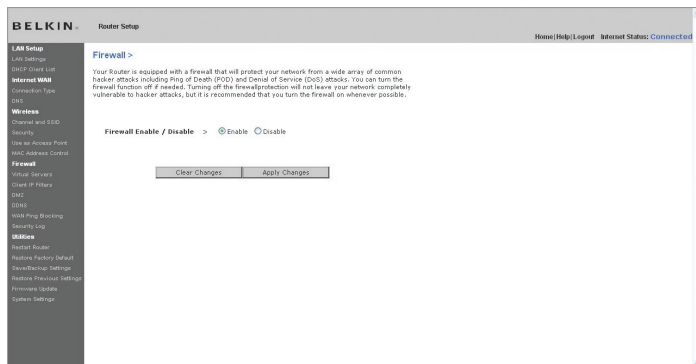 BELKIN Router Setup
Home|Help|Logout Internet Status: Connected
LAN Setup
LAN Settings
DHCP Client List
Internet WAN
Connection Type
DNS
Wireless
Channel and SSID
Security
Use as Access Point
MAC Address Control
Firewall
Virtual Servers
Client IP Filters
DMZ
DDNS
WAN Ping Blocking
Security Log
Utilities
Restart Router
Restore Factory Default
Save/Backup Settings
Restore Previous Settings
Firmware Update
System Settings
Firewall >
Your Router is equipped with a firewall that will protect your network from a wide array of common
hacker attacks including Ping of Death (POD) and Denial of Service (DoS) attacks. You can turn the
firewall function off if needed. Turning off the firewallprotection will not leave your network completely
vulnerable to hacker attacks, but it is recommended that you turn the firewall on whenever possible.
Firewall Enable / Disable > Enable Disable
Clear Changes Apply Changes